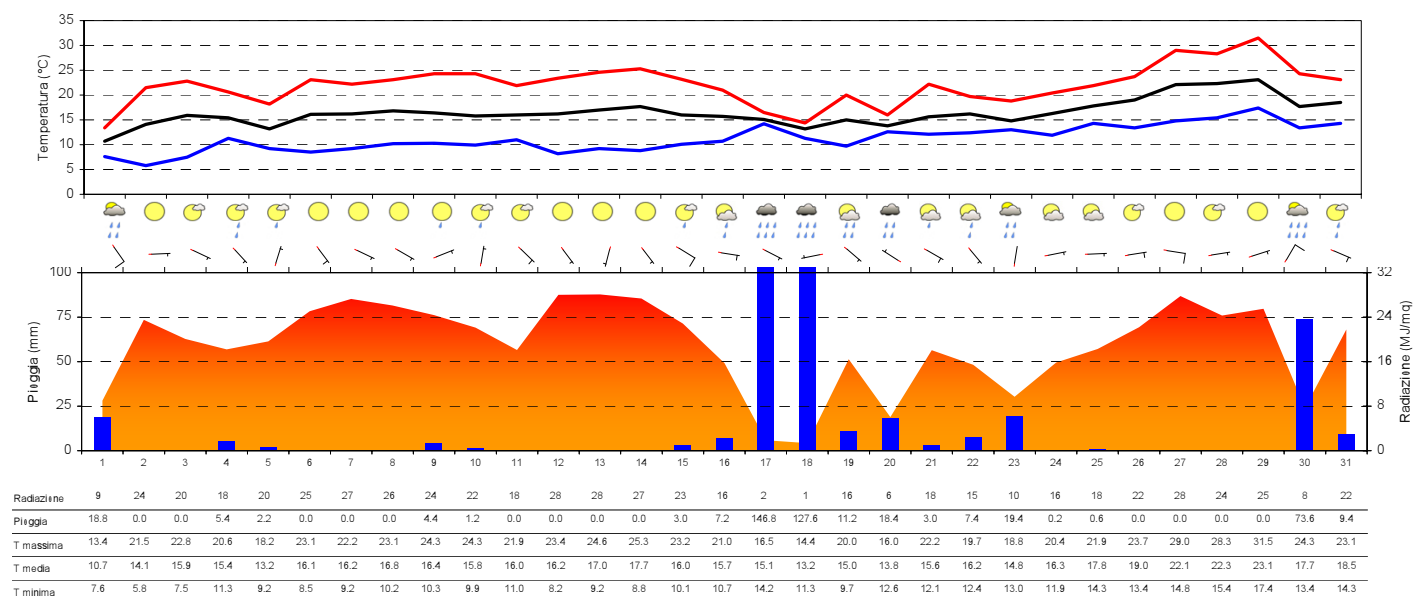 35
30
25
20
15
10
5
0
Temperatura (°C)
100
75
50
25
0
Pioggia (mm)
32
24
16
8
0
Radiazione (MJ/mq)
1 2 3 4 5 6 7 8 9 10 11 12 13 14 15 16 17 18 19 20 21 22 23 24 25 26 27 28 29 30 31
Radiazione 9 24 20 18 20 25 27 26 24 22 18 28 28 27 23 16 2 1 16 6 18 15 10 16 18 22 28 24 25 8 22
Pioggia 18.8 0.0 0.0 5.4 2.2 0.0 0.0 0.0 4.4 1.2 0.0 0.0 0.0 0.0 3.0 7.2 146.8 127.6 11.2 18.4 3.0 7.4 19.4 0.2 0.6 0.0 0.0 0.0 0.0 73.6 9.4
T massima 13.4 21.5 22.8 20.6 18.2 23.1 22.2 23.1 24.3 24.3 21.9 23.4 24.6 25.3 23.2 21.0 16.5 14.4 20.0 16.0 22.2 19.7 18.8 20.4 21.9 23.7 29.0 28.3 31.5 24.3 23.1
T media 10.7 14.1 15.9 15.4 13.2 16.1 16.2 16.8 16.4 15.8 16.0 16.2 17.0 17.7 16.0 15.7 15.1 13.2 15.0 13.8 15.6 16.2 14.8 16.3 17.8 19.0 22.1 22.3 23.1 17.7 18.5
T minima 7.6 5.8 7.5 11.3 9.2 8.5 9.2 10.2 10.3 9.9 11.0 8.2 9.2 8.8 10.1 10.7 14.2 11.3 9.7 12.6 12.1 12.4 13.0 11.9 14.3 13.4 14.8 15.4 17.4 13.4 14.3